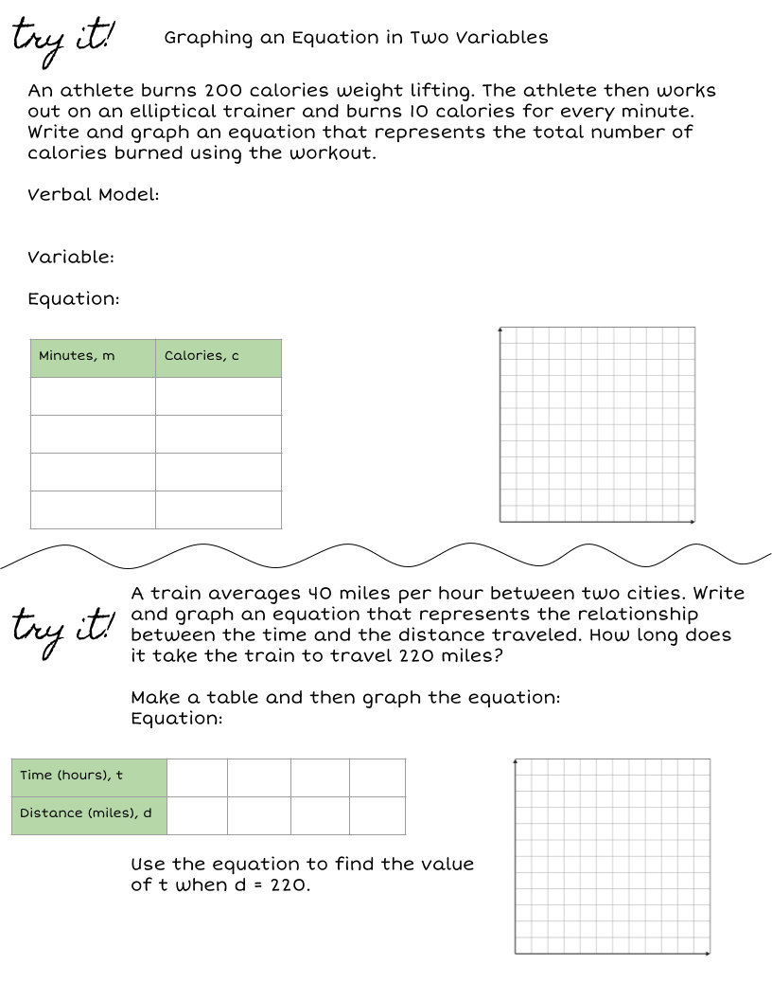 try it!
Graphing an Equation in Two Variables
An athlete burns 200 calories weight lifting. The athlete then works
out on an elliptical trainer and burns 10 calories for every minute.
Write and graph an equation that represents the total number of
calories burned using the workout.
Verbal Model:
Variable:
Equation:
Minutes, m
Calories, c
try it!
A train averages 40 miles per hour between two cities. Write
and graph an equation that represents the relationship
between the time and the distance traveled. How long does
it take the train to travel 220 miles?
Make a table and then graph the equation:
Equation:
Time (hours), t
Distance (miles), d
Use the equation to find the value
of t when d = 220.